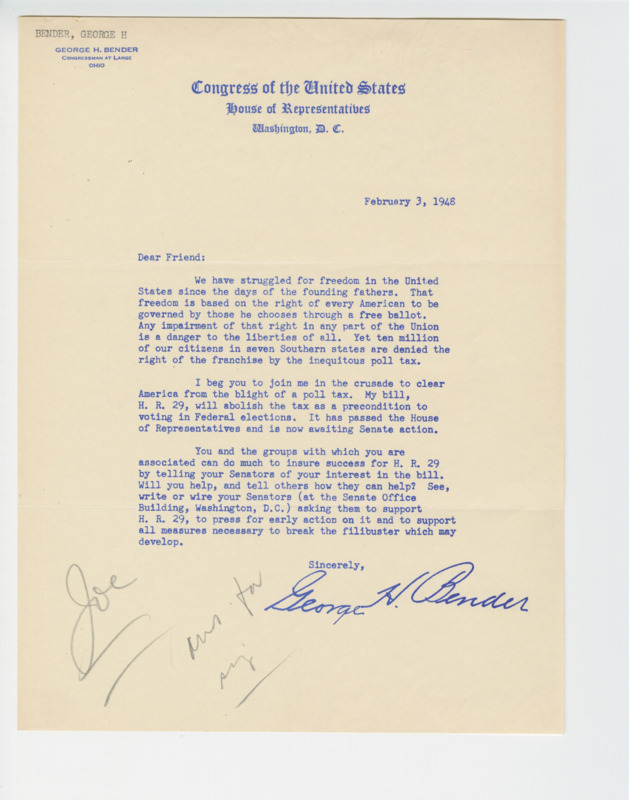 BENDER, GEORGE H
GEORGE H. BENDER
CONGRESSMAN AT LARGE
OHIO
Congress of the United States
House of Representatives
Washington, D. C.
February 3, 1948
Dear Friend:
We have struggled for freedom in the United
States since the days of the founding fathers. That
freedom is based on the right of every American to be
governed by those he chooses through a free ballot.
Any impairment of that right in any part of the Union
is a danger to the liberties of all. Yet ten million
of our citizens in seven Southern states are denied the
right of the franchise by the inequitous poll tax.
I beg you to join me in the crusade to clear
America from the blight of a poll tax. My bill,
H. R. 29, will abolish the tax as a precondition to
voting in Federal elections. It has passed the House
of Representatives and is now awaiting Senate action.
You and the groups with which you are
associated can do much to insure success for H. R. 29
by telling your Senators of your interest in the bill.
Will you help, and tell others how they can help? See,
write or wire your Senators (at the Senate Office
Building, Washington, D.C.) asking them to support
H. R. 29, to press for early action on it and to support
all measures necessary to break the filibuster which may
develop.
Sincerely,
George H. Bender
Joe
ans. for